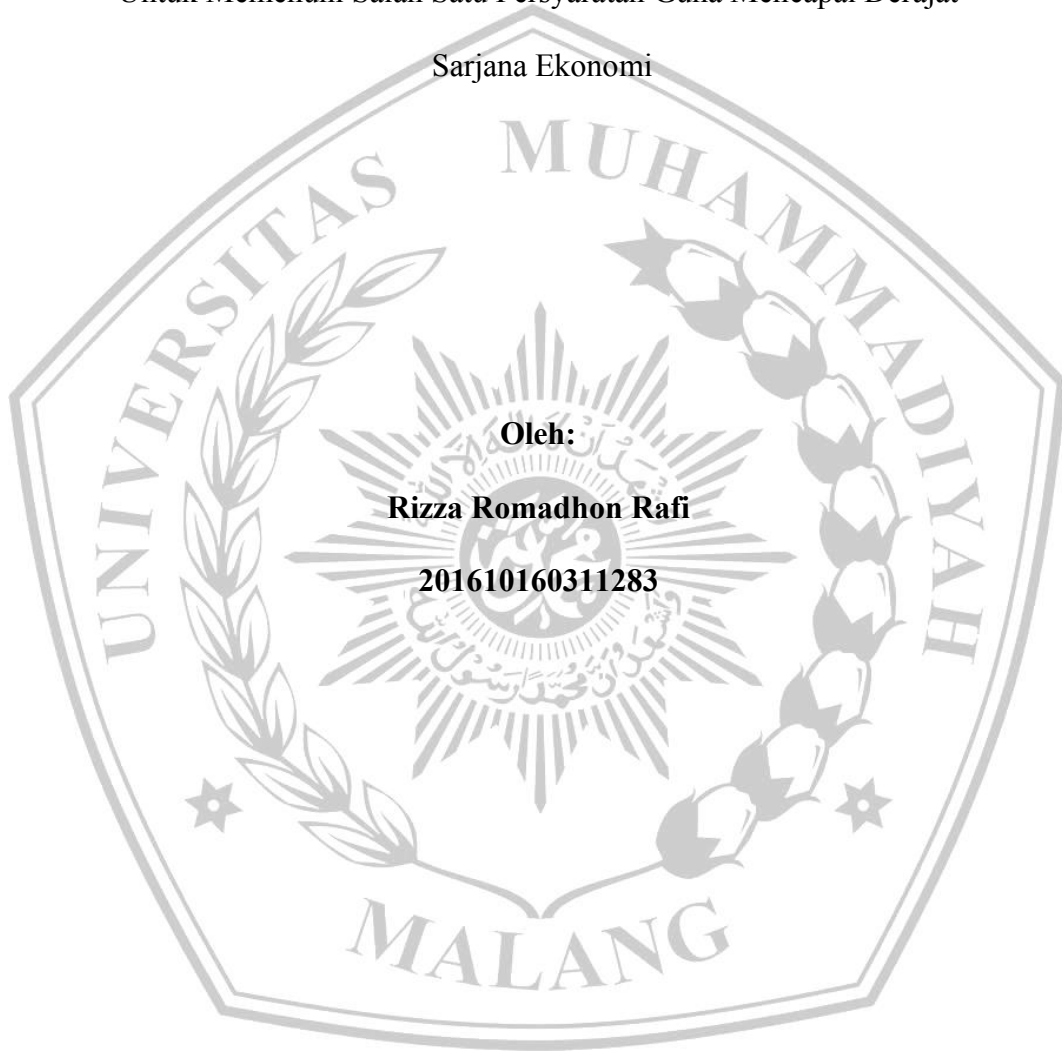 Untuk Memenuhi Salah Satu Persyaratan Guna Mencapai Derajat
Sarjana Ekonomi
UNIVERSITAS MUHAMMADIYAH
Oleh:
Rizza Romadhon Rafi
201610160311283
MALANG